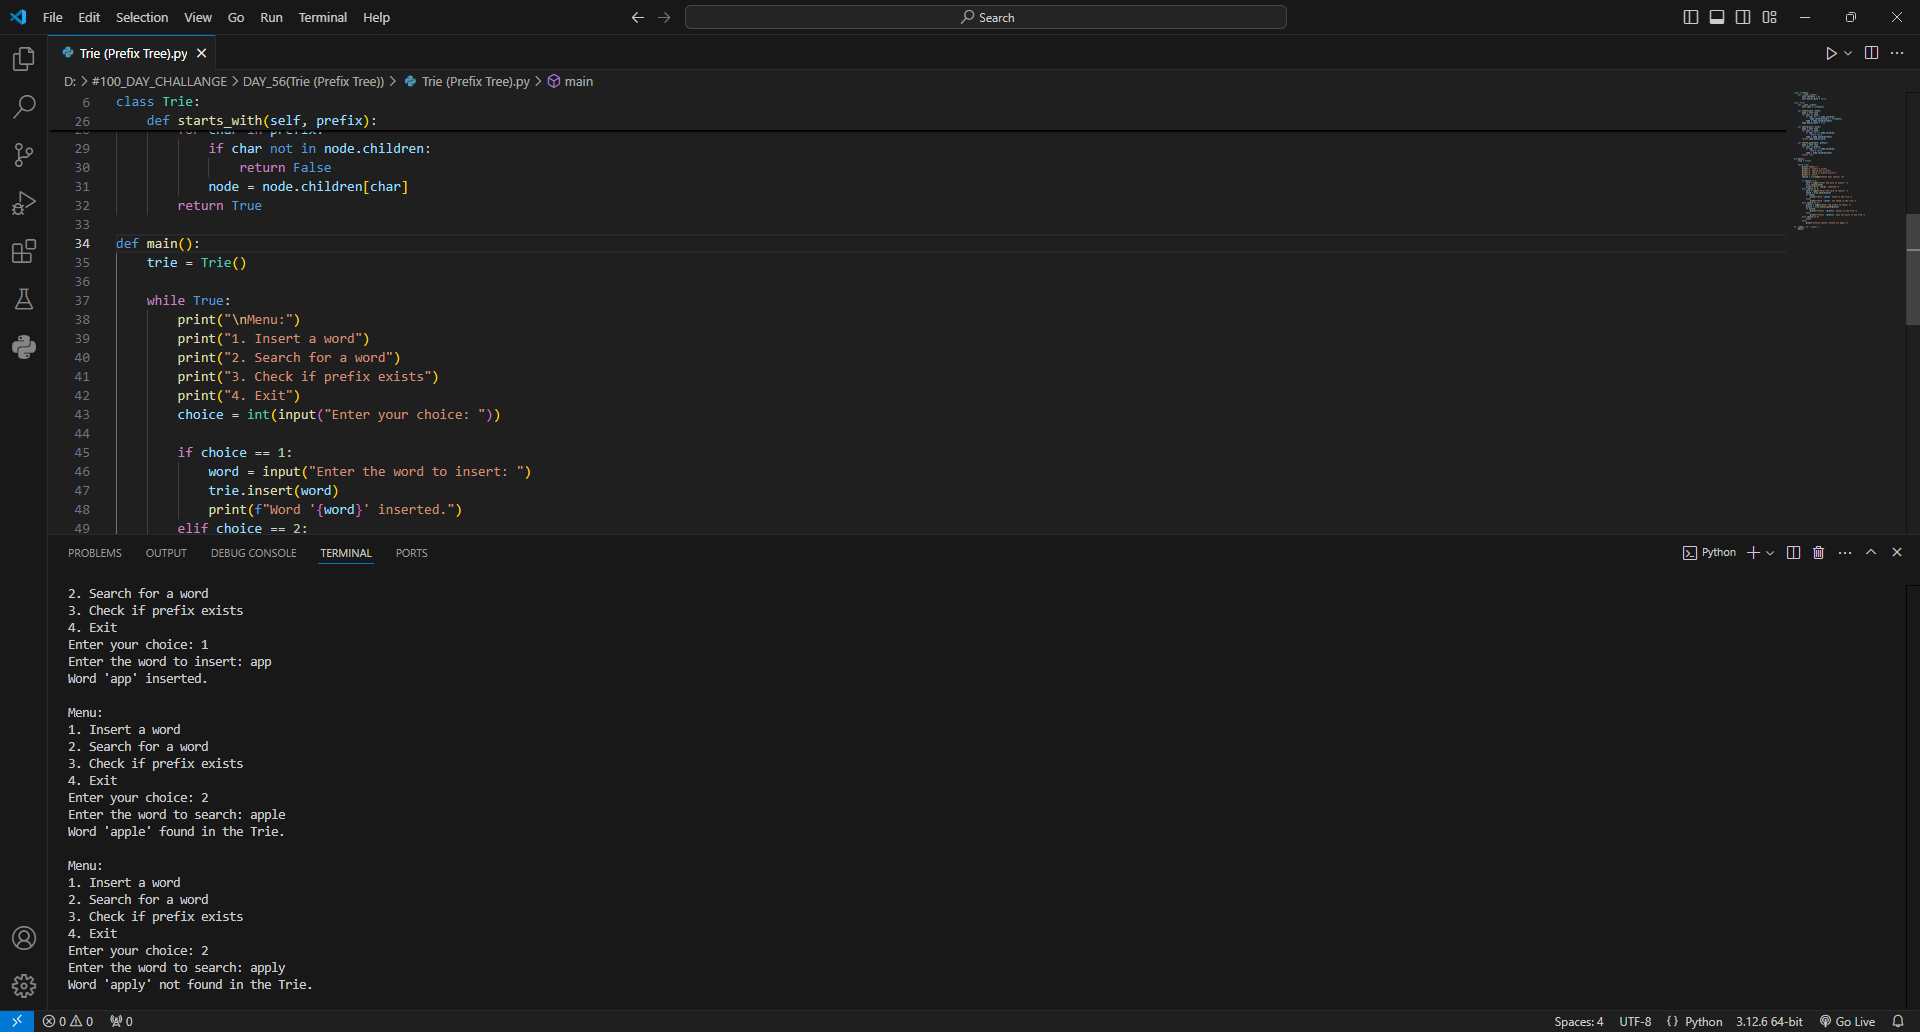 File Edit Selection View Go Run Terminal Help
Search
Trie (Prefix Tree).py
D: > #100_DAY_CHALLANGE > DAY_56(Trie (Prefix Tree)) > Trie (Prefix Tree).py > main
6 class Trie:
26 def starts_with(self, prefix):
29 if char not in node.children:
30 return False
31 node = node.children[char]
32 return True
33
34 def main():
35 trie = Trie()
36
37 while True:
38 print("\nMenu:")
39 print("1. Insert a word")
40 print("2. Search for a word")
41 print("3. Check if prefix exists")
42 print("4. Exit")
43 choice = int(input("Enter your choice: "))
44
45 if choice == 1:
46 word = input("Enter the word to insert: ")
47 trie.insert(word)
48 print(f"Word '{word}' inserted.")
49 elif choice == 2:
PROBLEMS OUTPUT DEBUG CONSOLE TERMINAL PORTS
Python
2. Search for a word
3. Check if prefix exists
4. Exit
Enter your choice: 1
Enter the word to insert: app
Word 'app' inserted.
Menu:
1. Insert a word
2. Search for a word
3. Check if prefix exists
4. Exit
Enter your choice: 2
Enter the word to search: apple
Word 'apple' found in the Trie.
Menu:
1. Insert a word
2. Search for a word
3. Check if prefix exists
4. Exit
Enter your choice: 2
Enter the word to search: apply
Word 'apply' not found in the Trie.
0 0 0 Spaces: 4 UTF-8 {} Python 3.12.6 64-bit Go Live